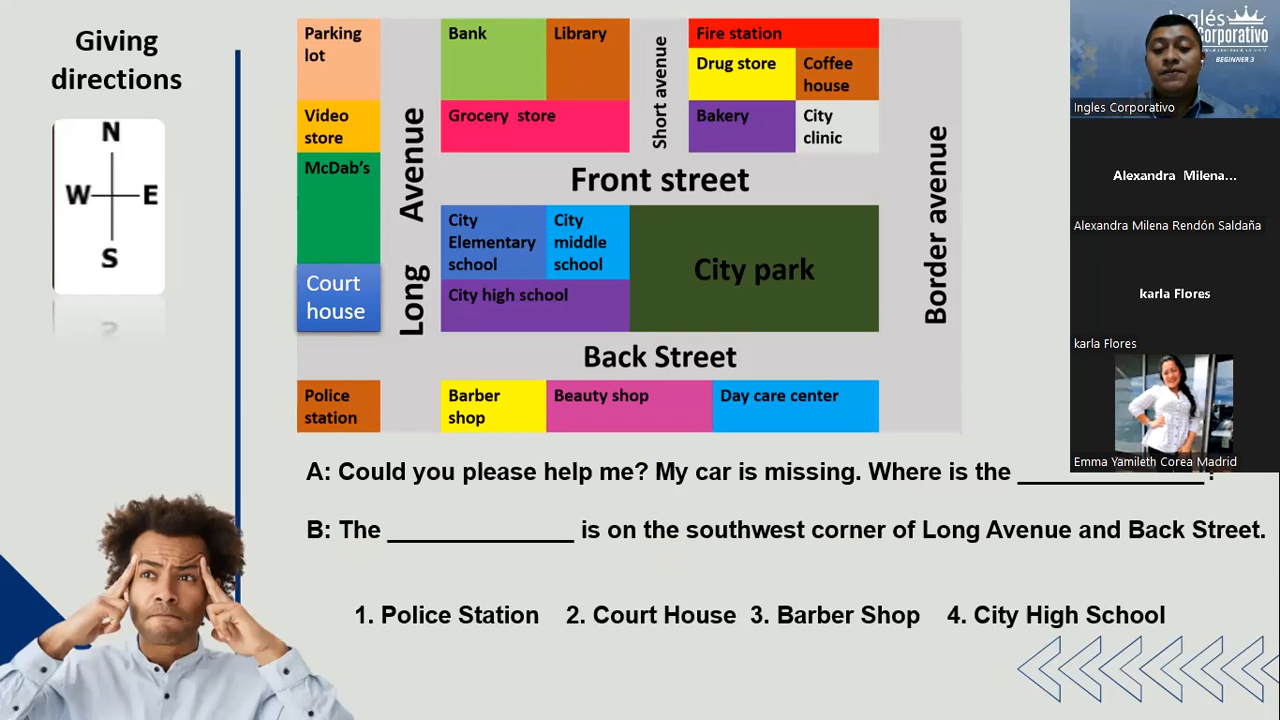 Giving
directions
N
W E
S
Parking
lot
Video
store
McDab's
Court
house
Police
station
Long Avenue
Bank
Library
Grocery store
Short avenue
Fire station
Drug store
Coffee
house
Bakery
City
clinic
Front street
City
Elementary
school
City
middle
school
City high school
City park
Border avenue
Back Street
Barber
shop
Beauty shop
Day care center
A: Could you please help me? My car is missing. Where is the ______________?
B: The ______________ is on the southwest corner of Long Avenue and Back Street.
1. Police Station 2. Court House 3. Barber Shop 4. City High School
Inglés
Corporativo
BEGINNER 3
Ingles Corporativo
Alexandra Milena...
Alexandra Milena Rendón Saldaña
karla Flores
karla Flores
Emma Yamileth Corea Madrid